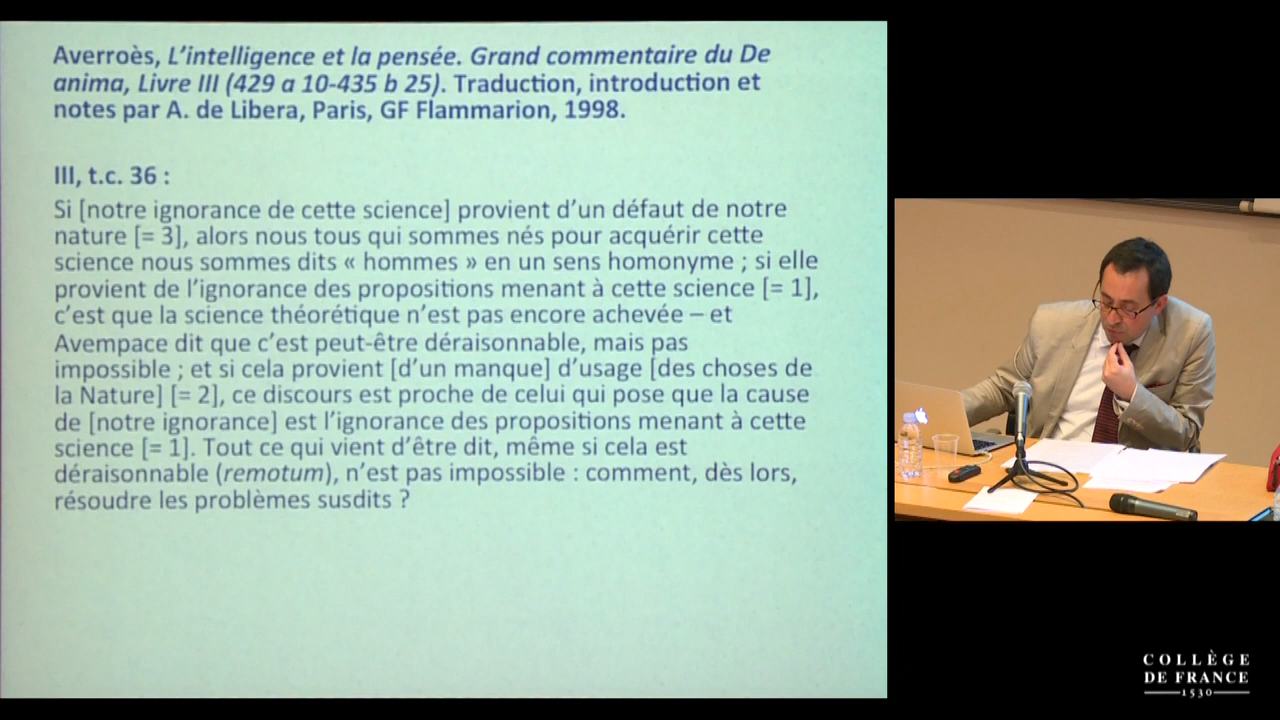 Averroès, L’intelligence et la pensée. Grand commentaire du De
anima, Livre III (429 a 10-435 b 25). Traduction, introduction et
notes par A. de Libera, Paris, GF Flammarion, 1998.
III, t.c. 36 :
Si [notre ignorance de cette science] provient d’un défaut de notre
nature [= 3], alors nous tous qui sommes nés pour acquérir cette
science nous sommes dits « hommes » en un sens homonyme ; si elle
provient de l’ignorance des propositions menant à cette science [= 1],
c’est que la science théorétique n’est pas encore achevée – et
Avempace dit que c’est peut-être déraisonnable, mais pas
impossible ; et si cela provient [d’un manque] d’usage [des choses de
la Nature] [= 2], ce discours est proche de celui qui pose que la cause
de [notre ignorance] est l’ignorance des propositions menant à cette
science [= 1]. Tout ce qui vient d’être dit, même si cela est
déraisonnable (remotum), n’est pas impossible : comment, dès lors,
résoudre les problèmes susdits ?
COLLÈGE
DE FRANCE
1530